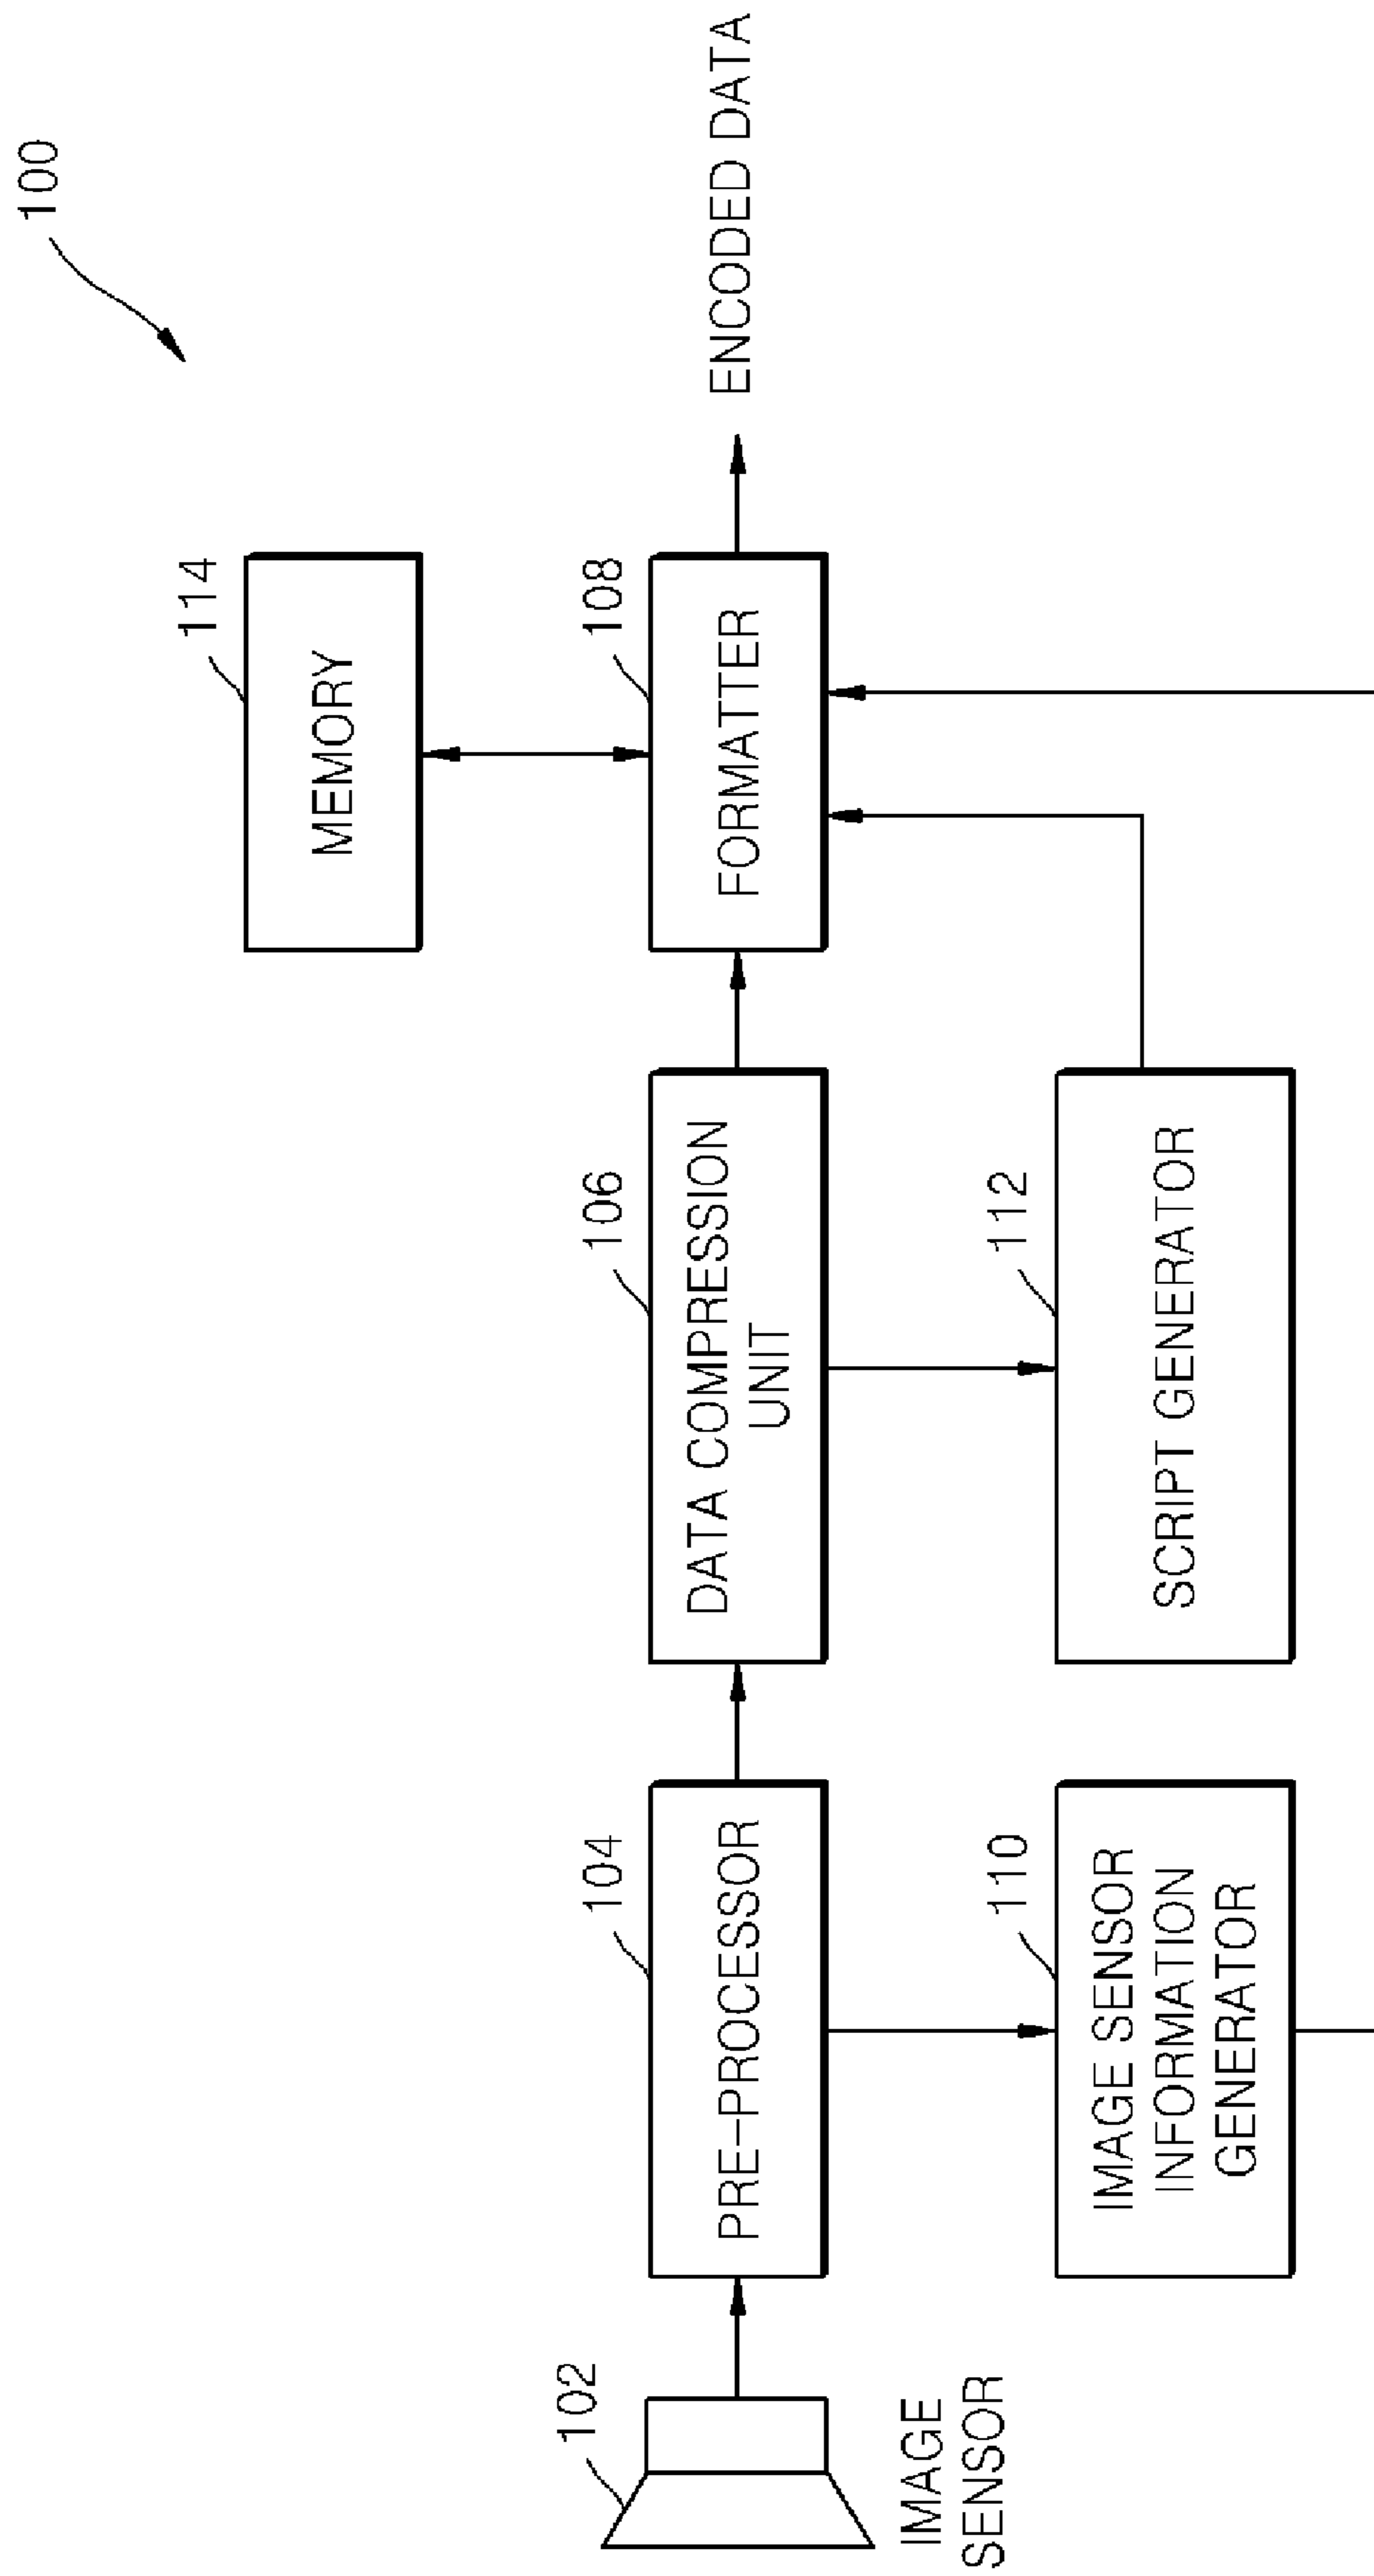 100
114
MEMORY
102
104
106
108
PRE-PROCESSOR
DATA COMPRESSION
UNIT
FORMATTER
ENCODED DATA
IMAGE
SENSOR
110
112
IMAGE SENSOR
INFORMATION
GENERATOR
SCRIPT GENERATOR